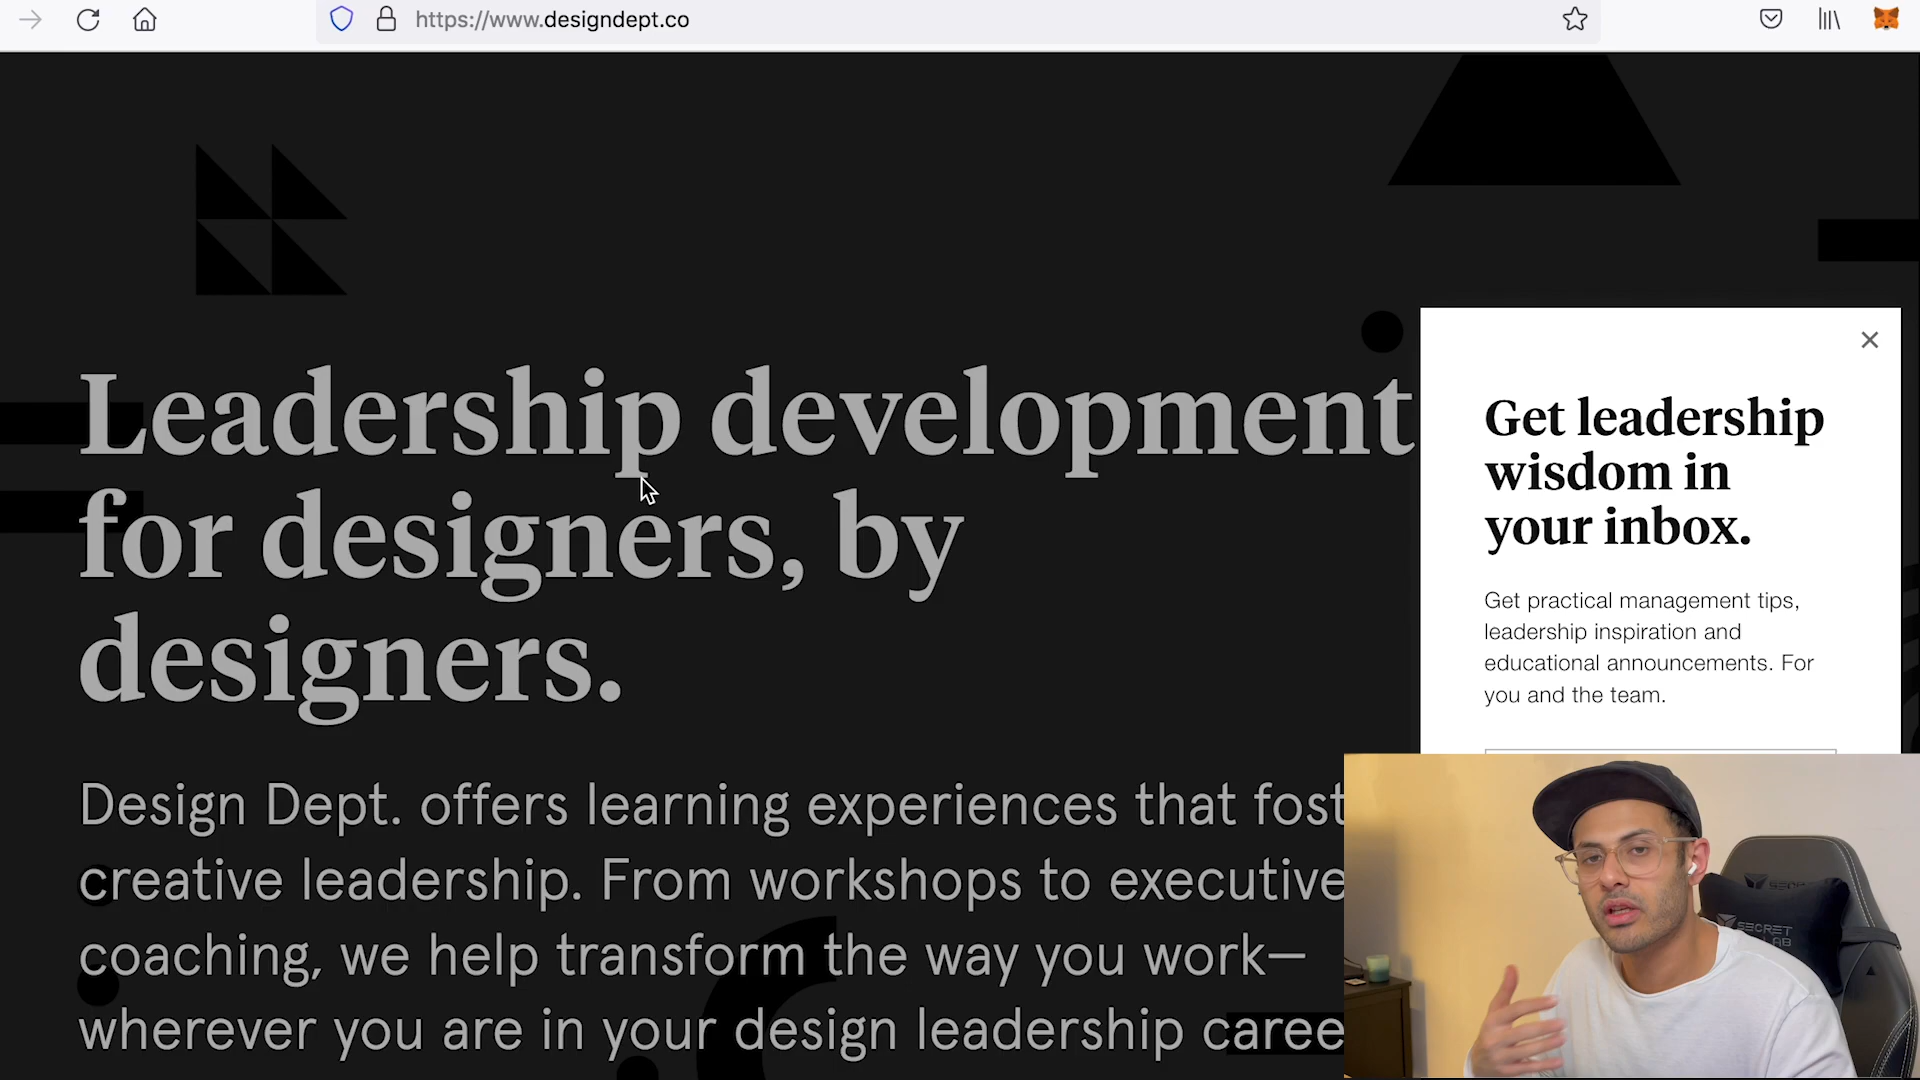 https://www.designdept.co
Leadership development
for designers, by
designers.
Design Dept. offers learning experiences that fost
creative leadership. From workshops to executive
coaching, we help transform the way you work—
wherever you are in your design leadership caree
Get leadership
wisdom in
your inbox.
Get practical management tips,
leadership inspiration and
educational announcements. For
you and the team.
SECRET
LAB